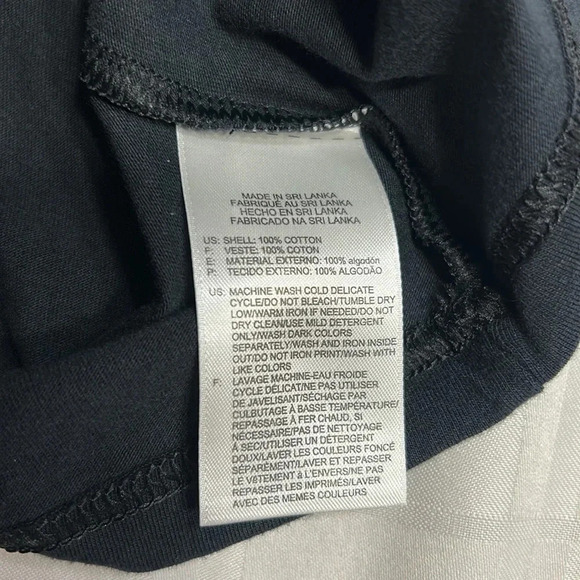 MADE IN SRI LANKA
FABRIQUÉ AU SRI LANKA
HECHO EN SRI LANKA
FABRICADO NA SRI LANKA
US: SHELL: 100% COTTON
F: VESTE: 100% COTON
E: MATERIAL EXTERNO: 100% algodón
P: TECIDO EXTERNO: 100% ALGODÃO
US: MACHINE WASH COLD DELICATE
CYCLE/DO NOT BLEACH/TUMBLE DRY
LOW/WARM IRON IF NEEDED/DO NOT
DRY CLEAN/USE MILD DETERGENT
ONLY/WASH DARK COLORS
SEPARATELY/WASH AND IRON INSIDE
OUT/DO NOT IRON PRINT/WASH WITH
LIKE COLORS
F: LAVAGE MACHINE-EAU FROIDE
CYCLE DÉLICAT/NE PAS UTILISER
DE JAVELISANT/SÉCHAGE PAR
CULBUTAGE À BASSE TEMPÉRATURE/
REPASSAGE À FER CHAUD, SI
NÉCESSAIRE/PAS DE NETTOYAGE
À SEC/UTILISER UN DÉTERGENT
DOUX/LAVER LES COULEURS FONCÉ
SÉPARÉMENT/LAVER ET REPASSER
LE VÊTEMENT à L'ENVERS/NE PAS
REPASSER LES IMPRIMÉS/LAVER
AVEC DES MEMES COULEURS